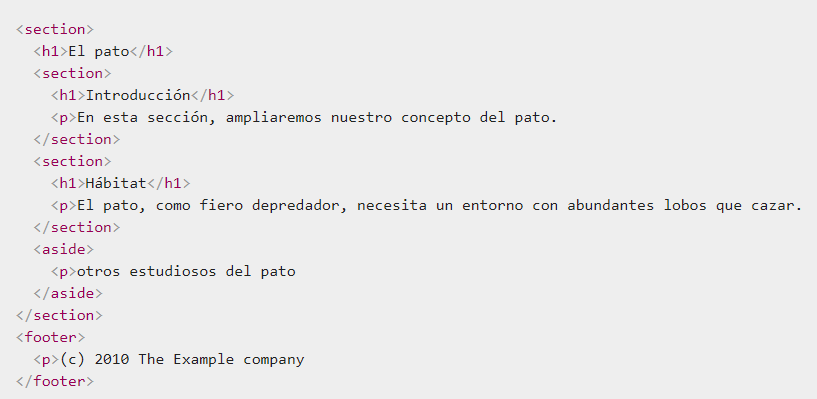 <section>
<h1>El pato</h1>
<section>
<h1>Introducción</h1>
<p>En esta sección, ampliaremos nuestro concepto del pato.
</section>
<section>
<h1>Hábitat</h1>
<p>El pato, como fiero depredador, necesita un entorno con abundantes lobos que cazar.
</section>
<aside>
<p>otros estudiosos del pato
</aside>
</section>
<footer>
<p>(c) 2010 The Example company
</footer>